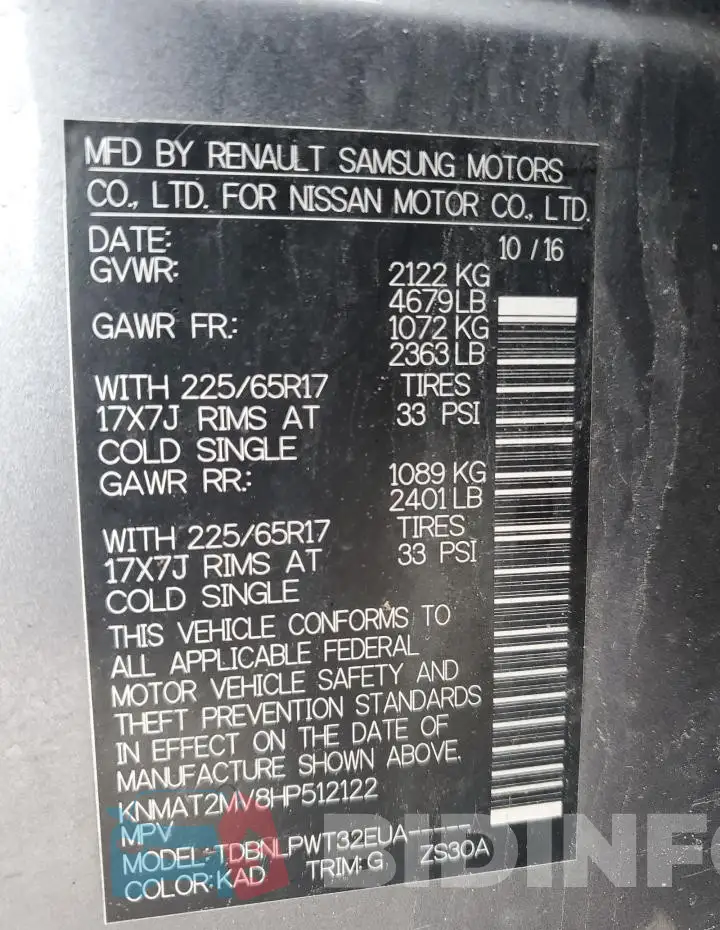 MFD BY RENAULT SAMSUNG MOTORS
CO., LTD. FOR NISSAN MOTOR CO., LTD.
DATE: 10 / 16
GVWR: 2122 KG
4679 LB
GAWR FR.: 1072 KG
2363 LB
WITH 225/65R17 TIRES
17X7J RIMS AT 33 PSI
COLD SINGLE
GAWR RR.: 1089 KG
2401 LB
WITH 225/65R17 TIRES
17X7J RIMS AT 33 PSI
COLD SINGLE
THIS VEHICLE CONFORMS TO
ALL APPLICABLE FEDERAL
MOTOR VEHICLE SAFETY AND
THEFT PREVENTION STANDARDS
IN EFFECT ON THE DATE OF
MANUFACTURE SHOWN ABOVE.
KNMAT2MV8HP512122
MPV
MODEL:TDBNLPWT32EUA-----
COLOR:KAD TRIM:G ZS30A
BIDINFO